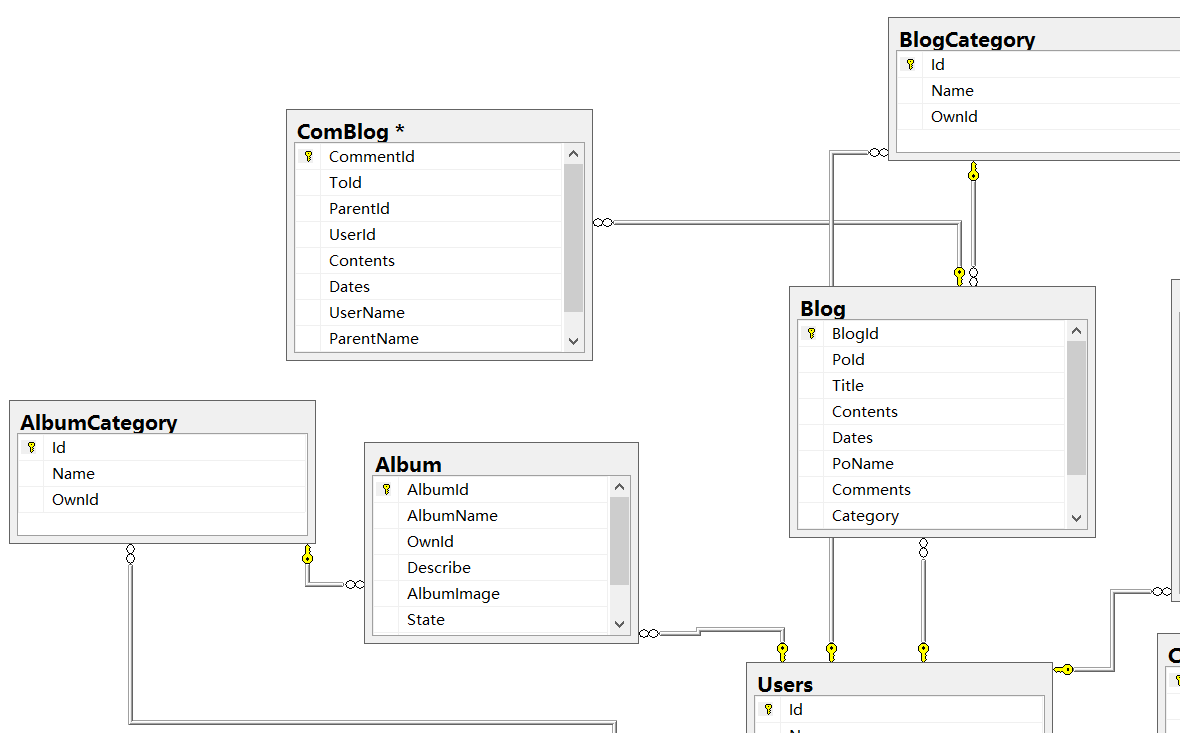 BlogCategory
Id
Name
OwnId
ComBlog *
CommentId
ToId
ParentId
UserId
Contents
Dates
UserName
ParentName
Blog
BlogId
PoId
Title
Contents
Dates
PoName
Comments
Category
AlbumCategory
Id
Name
OwnId
Album
AlbumId
AlbumName
OwnId
Describe
AlbumImage
State
Users
Id